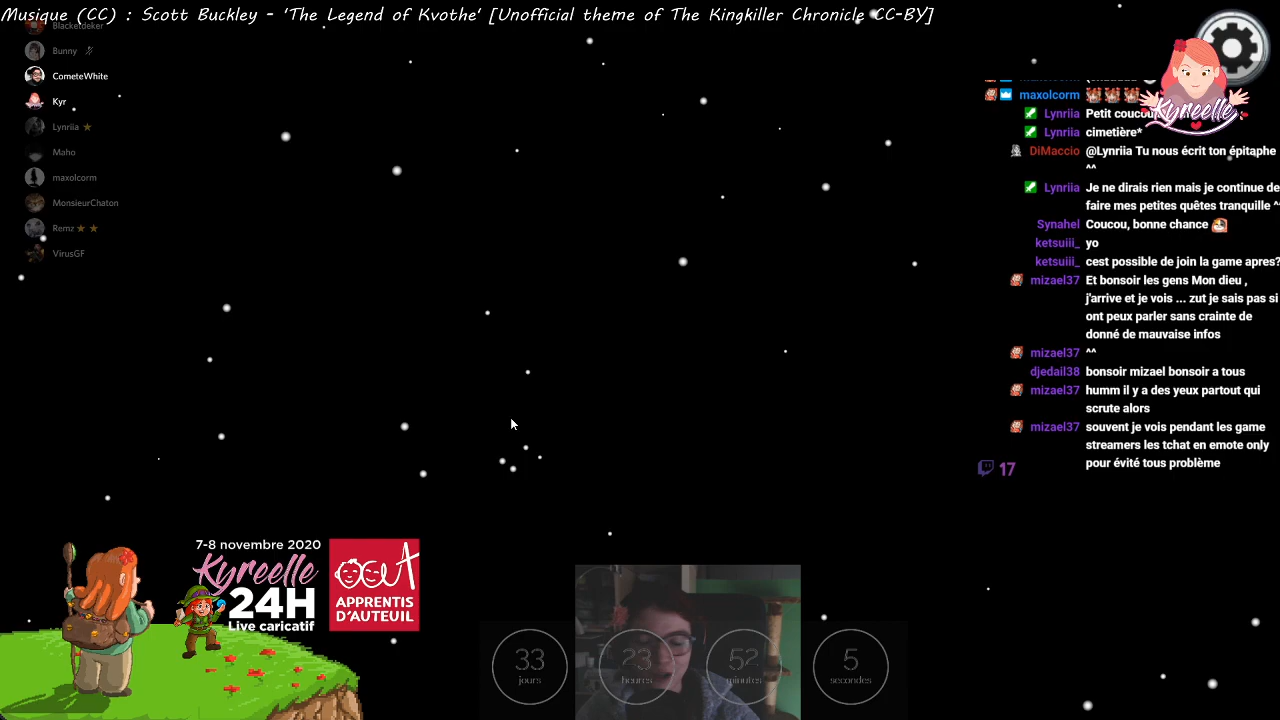 Musique (CC) : Scott Buckley - 'The Legend of Kvothe' [Unofficial theme of The Kingkiller Chronicle CC-BY]
Blacketdeker
Bunny
CometeWhite
Kyr
Lynriia
Maho
maxolcorm
MonsieurChaton
Remz
VirusGF
Kyreelle
maxolcorm
Lynriia Petit coucou
Lynriia cimetière*
DiMaccio @Lynriia Tu nous écrit ton épitaphe
^^
Lynriia Je ne dirais rien mais je continue de
faire mes petites quêtes tranquille ^
Synahel Coucou, bonne chance
ketsuiii_ yo
ketsuiii_ cest possible de join la game apres?
mizael37 Et bonsoir les gens Mon dieu ,
j'arrive et je vois ... zut je sais pas si
ont peux parler sans crainte de
donné de mauvaise infos
mizael37 ^^
djedail38 bonsoir mizael bonsoir a tous
mizael37 humm il y a des yeux partout qui
scrute alors
mizael37 souvent je vois pendant les game
streamers les tchat en emote only
pour évité tous problème
17
7-8 novembre 2020
Kyreelle
24H
Live caricatif
APPRENTIS
D'AUTEUIL
33 23 52 5
jours heures minutes secondes